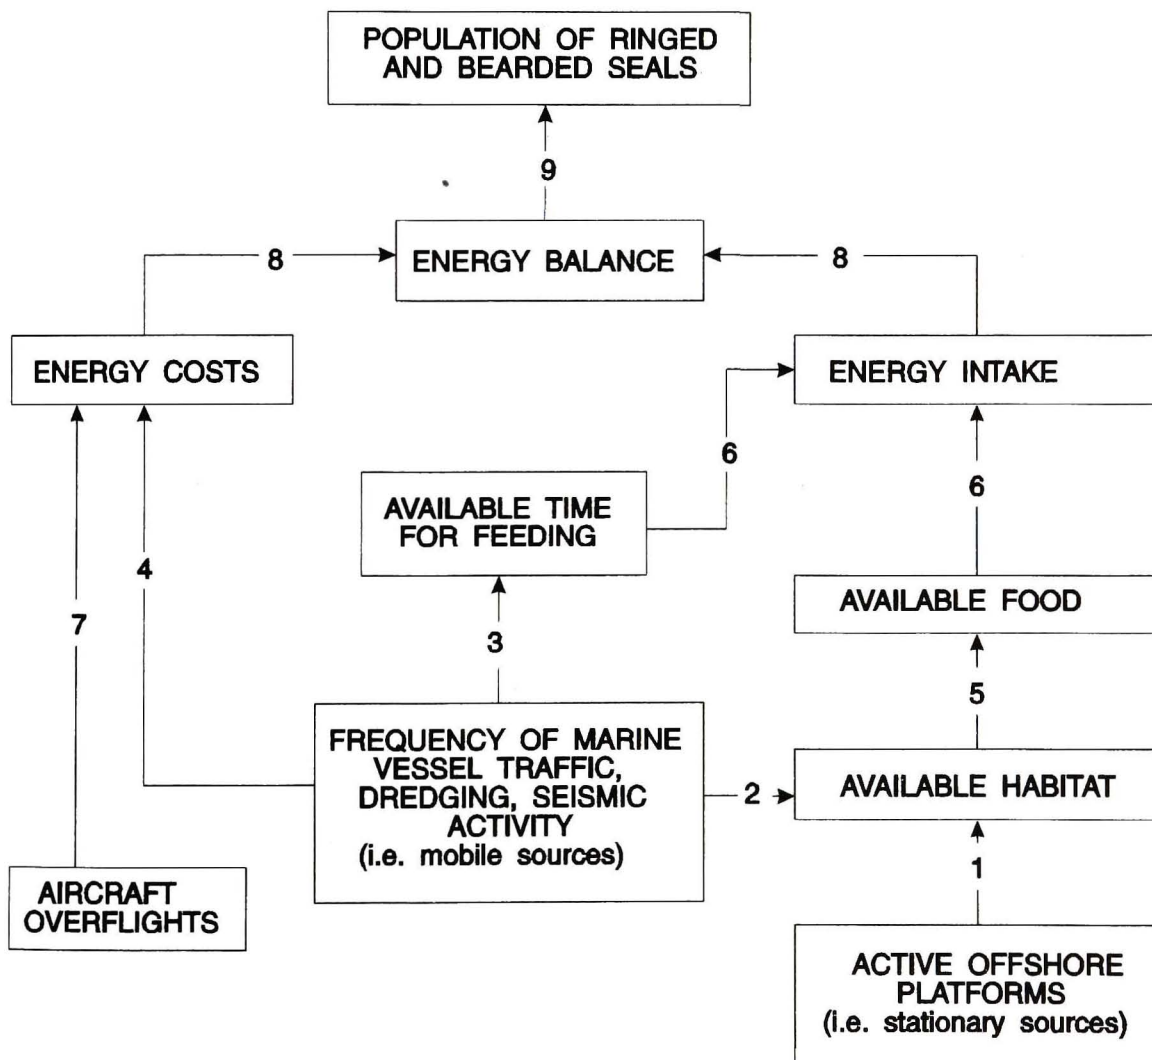 POPULATION OF RINGED
AND BEARDED SEALS
9
8
ENERGY BALANCE
8
ENERGY COSTS
ENERGY INTAKE
6
AVAILABLE TIME
FOR FEEDING
6
4
7
AVAILABLE FOOD
3
5
FREQUENCY OF MARINE
VESSEL TRAFFIC,
DREDGING, SEISMIC
ACTIVITY
(i.e. mobile sources)
2
AVAILABLE HABITAT
1
AIRCRAFT
OVERFLIGHTS
ACTIVE OFFSHORE
PLATFORMS
(i.e. stationary sources)